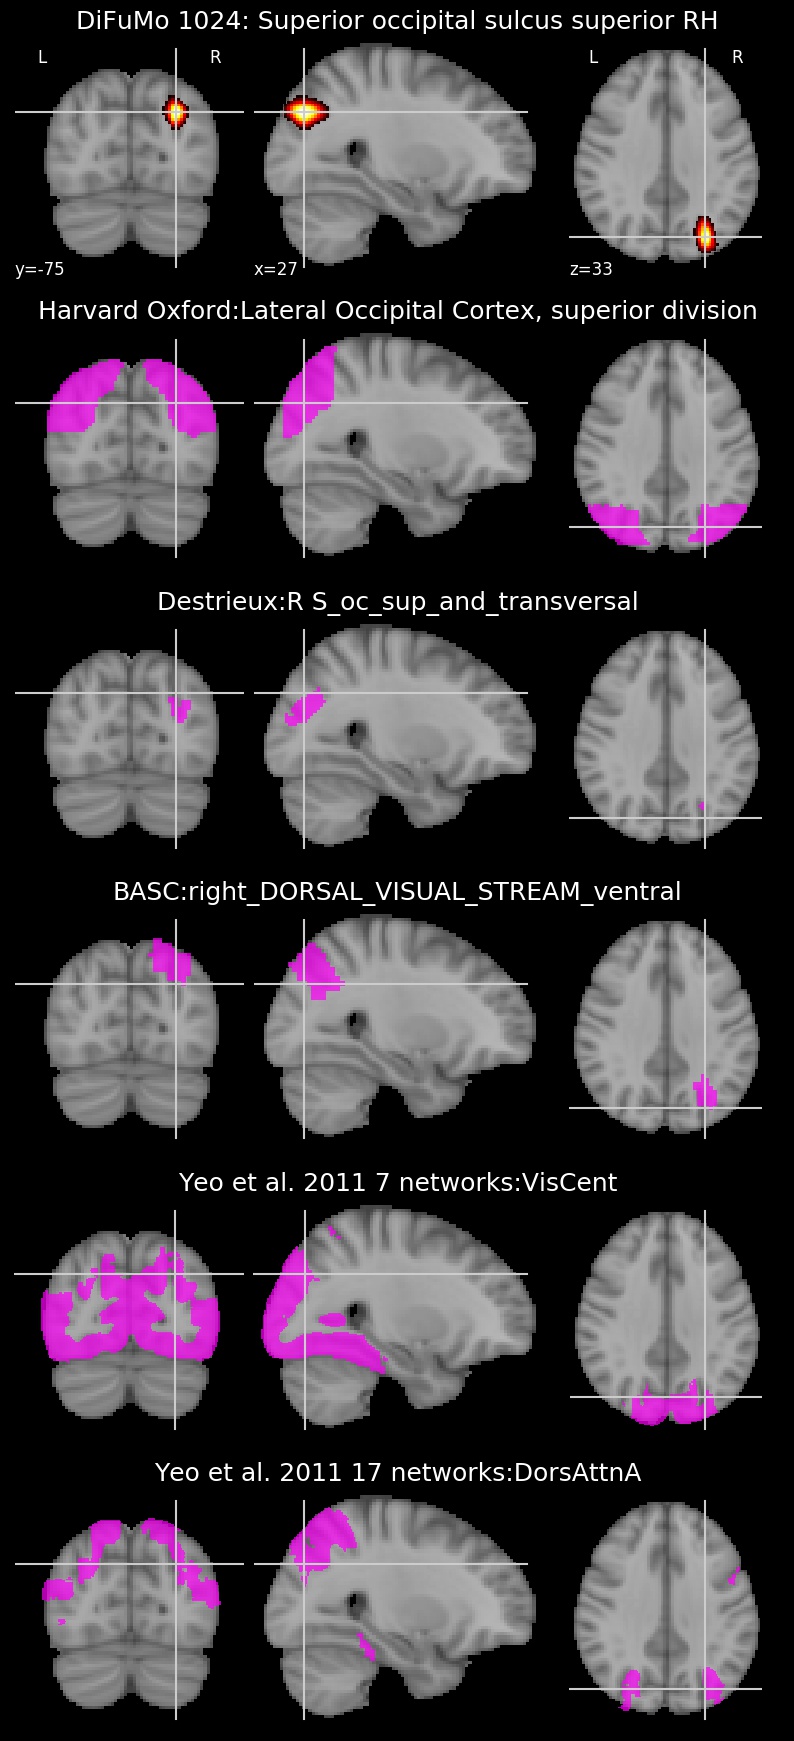 DiFuMo 1024: Superior occipital sulcus superior RH
L R L R
y=-75 x=27 z=33
Harvard Oxford:Lateral Occipital Cortex, superior division
Destrieux:R S_oc_sup_and_transversal
BASC:right_DORSAL_VISUAL_STREAM_ventral
Yeo et al. 2011 7 networks:VisCent
Yeo et al. 2011 17 networks:DorsAttnA